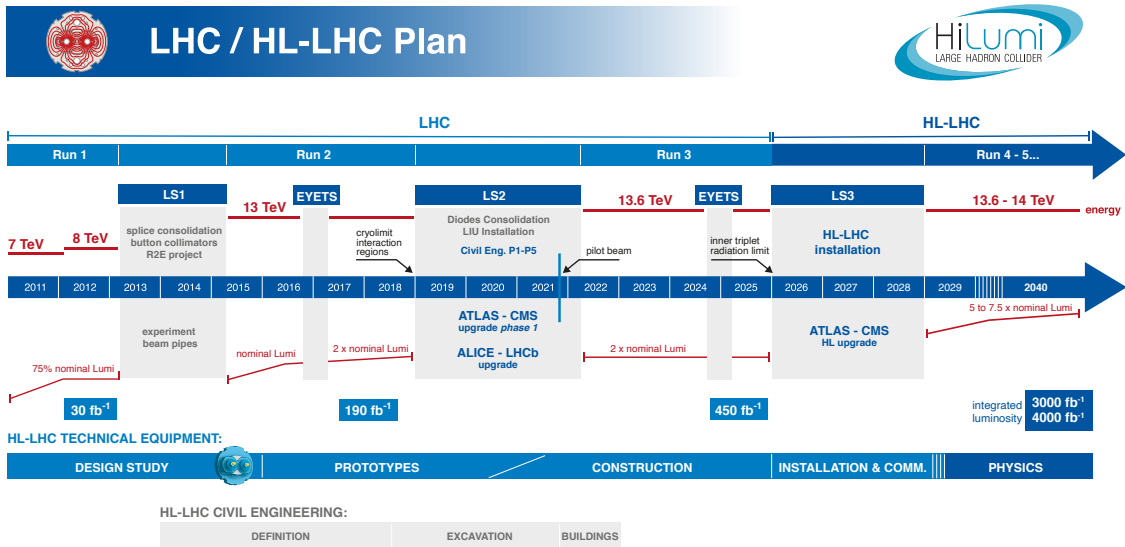 LHC / HL-LHC Plan
HiLumi
LARGE HADRON COLLIDER
LHC
HL-LHC
Run 1
Run 2
Run 3
Run 4 - 5...
LS1
EYETS
LS2
EYETS
LS3
7 TeV
8 TeV
13 TeV
13.6 TeV
13.6 - 14 TeV
energy
splice consolidation
button collimators
R2E project
cryolimit
interaction
regions
Diodes Consolidation
LIU Installation
Civil Eng. P1-P5
pilot beam
inner triplet
radiation limit
HL-LHC
installation
2011 2012 2013 2014 2015 2016 2017 2018 2019 2020 2021 2022 2023 2024 2025 2026 2027 2028 2029 2040
experiment
beam pipes
ATLAS - CMS
upgrade phase 1
ALICE - LHCb
upgrade
ATLAS - CMS
HL upgrade
75% nominal Lumi
nominal Lumi
2 x nominal Lumi
2 x nominal Lumi
5 to 7.5 x nominal Lumi
30 fb⁻¹
190 fb⁻¹
450 fb⁻¹
integrated
luminosity
3000 fb⁻¹
4000 fb⁻¹
HL-LHC TECHNICAL EQUIPMENT:
DESIGN STUDY
PROTOTYPES
CONSTRUCTION
INSTALLATION & COMM.
PHYSICS
HL-LHC CIVIL ENGINEERING:
DEFINITION
EXCAVATION
BUILDINGS